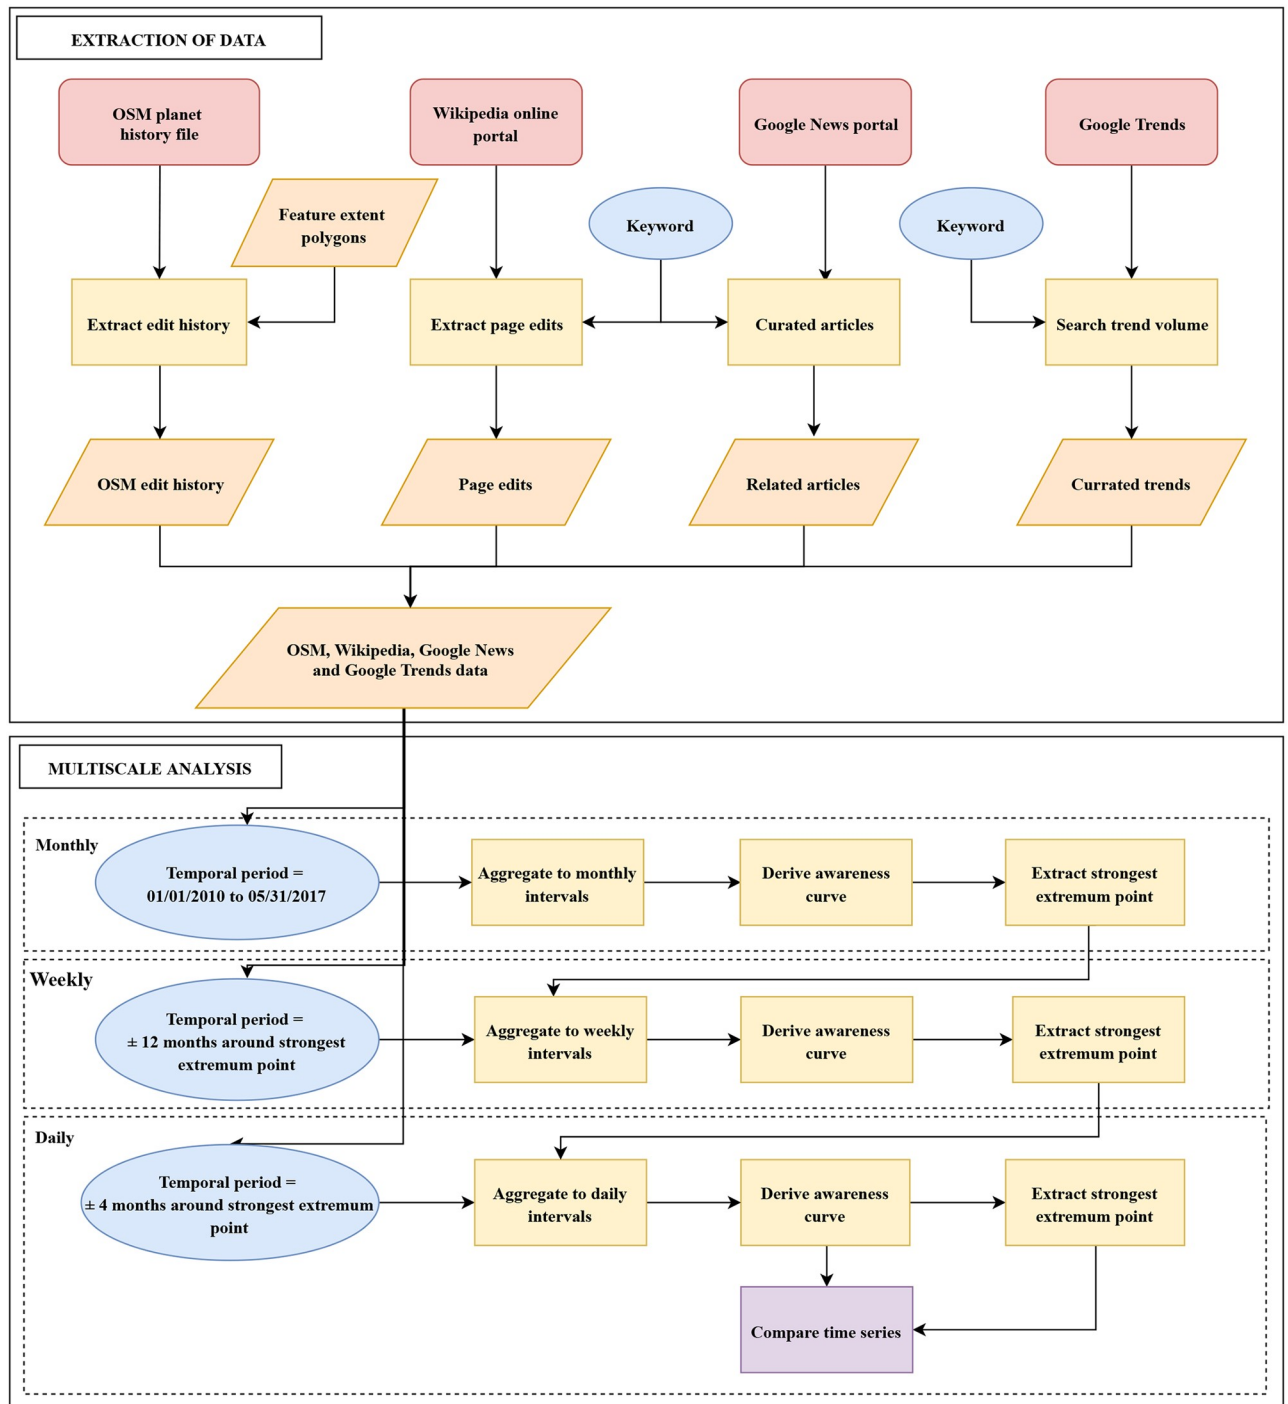 EXTRACTION OF DATA
OSM planet
history file
Wikipedia online
portal
Google News portal
Google Trends
Feature extent
polygons
Keyword
Keyword
Extract edit history
Extract page edits
Curated articles
Search trend volume
OSM edit history
Page edits
Related articles
Currated trends
OSM, Wikipedia, Google News
and Google Trends data
MULTISCALE ANALYSIS
Monthly
Temporal period =
01/01/2010 to 05/31/2017
Aggregate to monthly
intervals
Derive awareness
curve
Extract strongest
extremum point
Weekly
Temporal period =
± 12 months around strongest
extremum point
Aggregate to weekly
intervals
Derive awareness
curve
Extract strongest
extremum point
Daily
Temporal period =
± 4 months around strongest extremum
point
Aggregate to daily
intervals
Derive awareness
curve
Extract strongest
extremum point
Compare time series